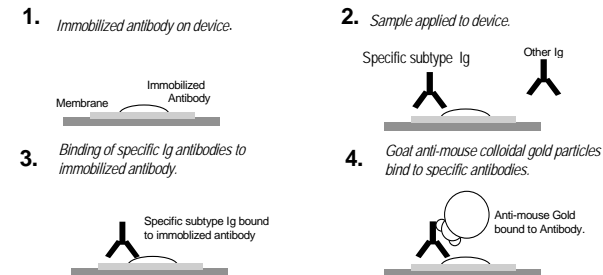 1. Immobilized antibody on device.
Immobilized
Antibody
Membrane
2. Sample applied to device.
Specific subtype Ig
Other Ig
3. Binding of specific Ig antibodies to
immobilized antibody.
Specific subtype Ig bound
to immoblized antibody
4. Goat anti-mouse colloidal gold particles
bind to specific antibodies.
Anti-mouse Gold
bound to Antibody.